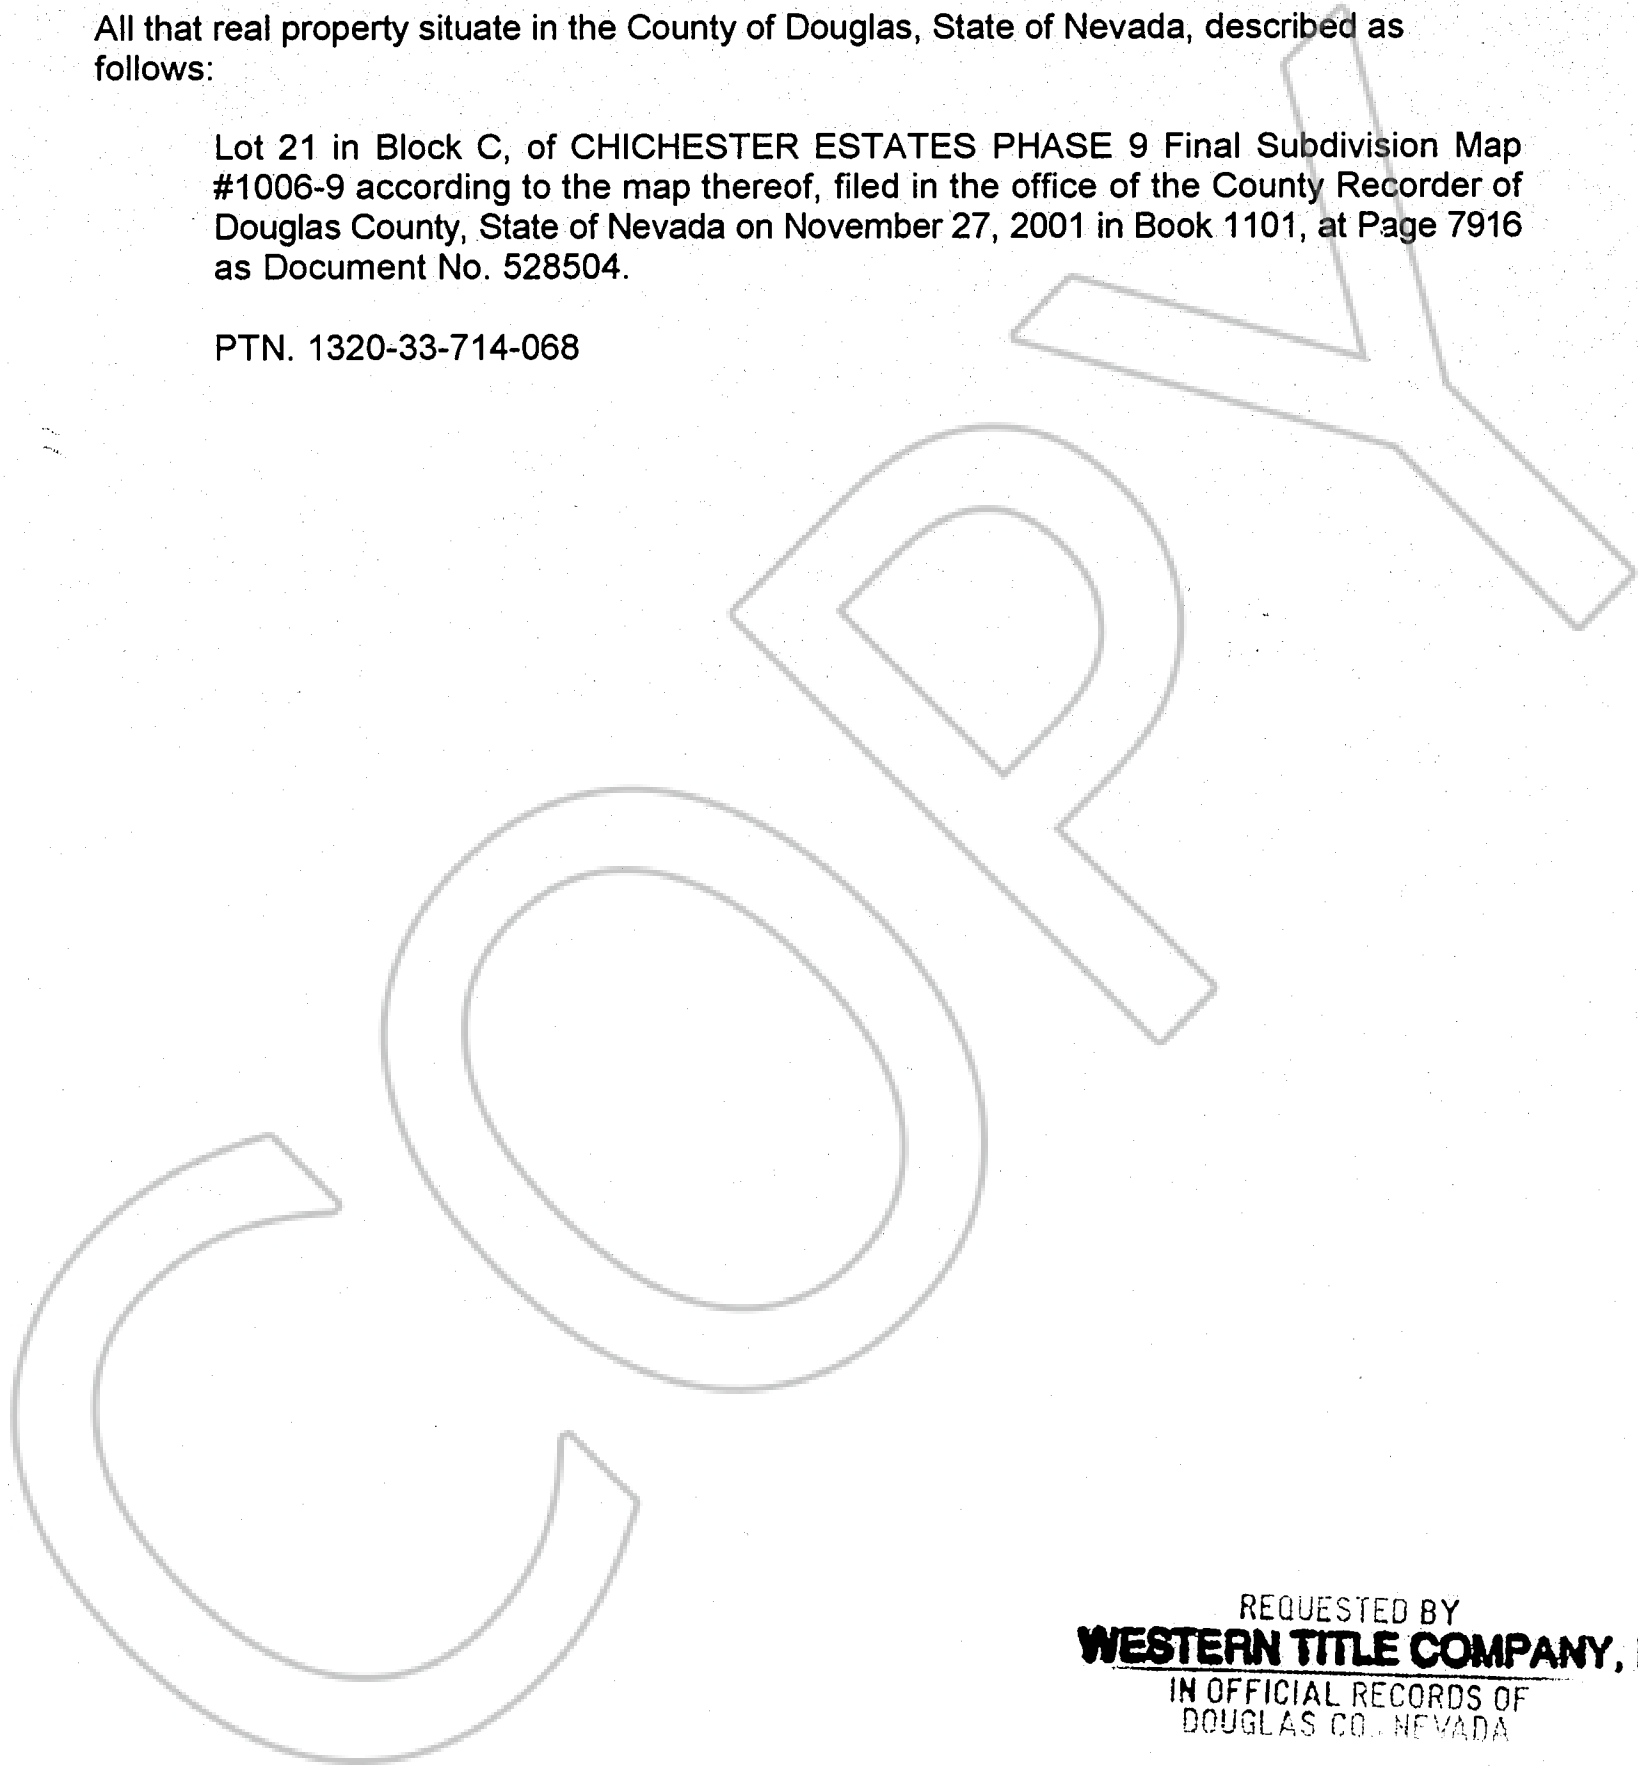 All that real property situate in the County of Douglas, State of Nevada, described as
follows:
Lot 21 in Block C, of CHICHESTER ESTATES PHASE 9 Final Subdivision Map
#1006-9 according to the map thereof, filed in the office of the County Recorder of
Douglas County, State of Nevada on November 27, 2001 in Book 1101, at Page 7916
as Document No. 528504.
PTN. 1320-33-714-068
COPY
REQUESTED BY
WESTERN TITLE COMPANY,
IN OFFICIAL RECORDS OF
DOUGLAS CO., NEVADA